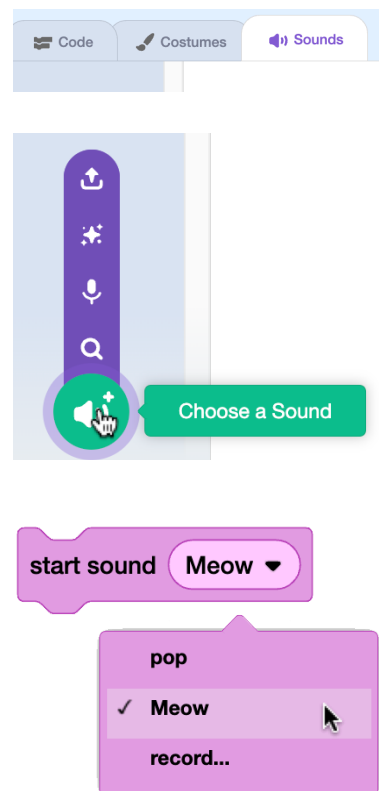 Code Costumes Sounds
Choose a Sound
start sound Meow
pop
Meow
record...